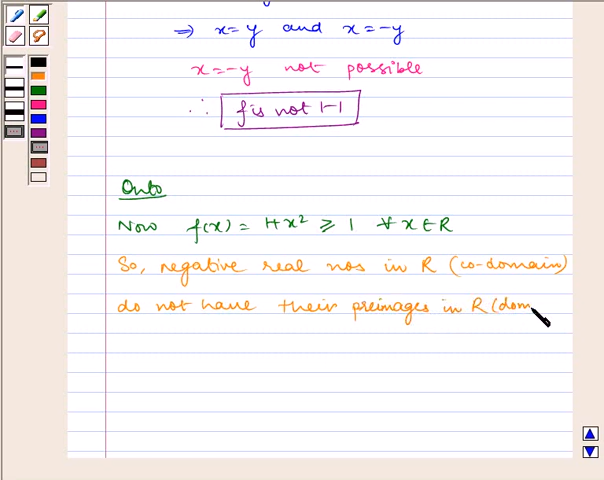 ⇒ x=y and x=-y
x=-y not possible
∴ f is not 1-1
Onto
Now f(x) = 1+x² ≥ 1 ∀ x ∈ R
So, negative real nos in R (co-domain)
do not have their preimages in R (dom